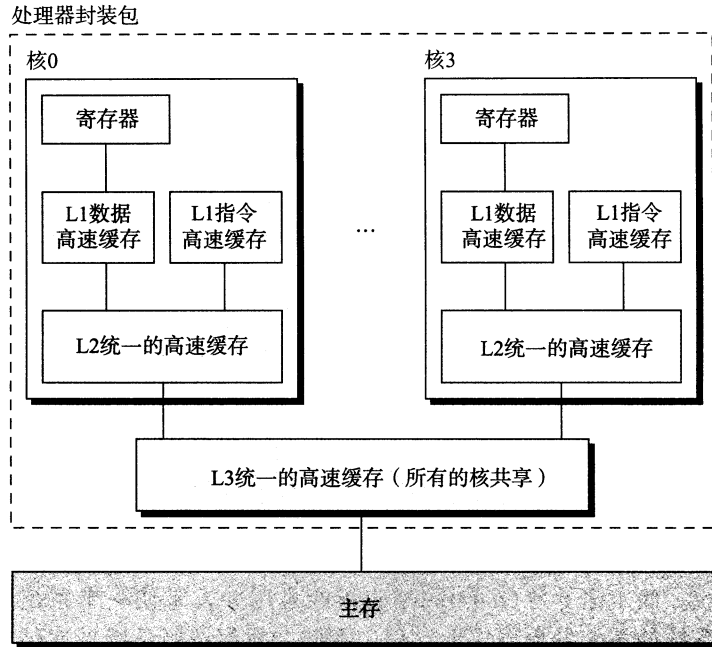 处理器封装包
核0
核3
寄存器
寄存器
L1数据
高速缓存
L1指令
高速缓存
…
L1数据
高速缓存
L1指令
高速缓存
L2统一的高速缓存
L2统一的高速缓存
L3统一的高速缓存（所有的核共享）
主存